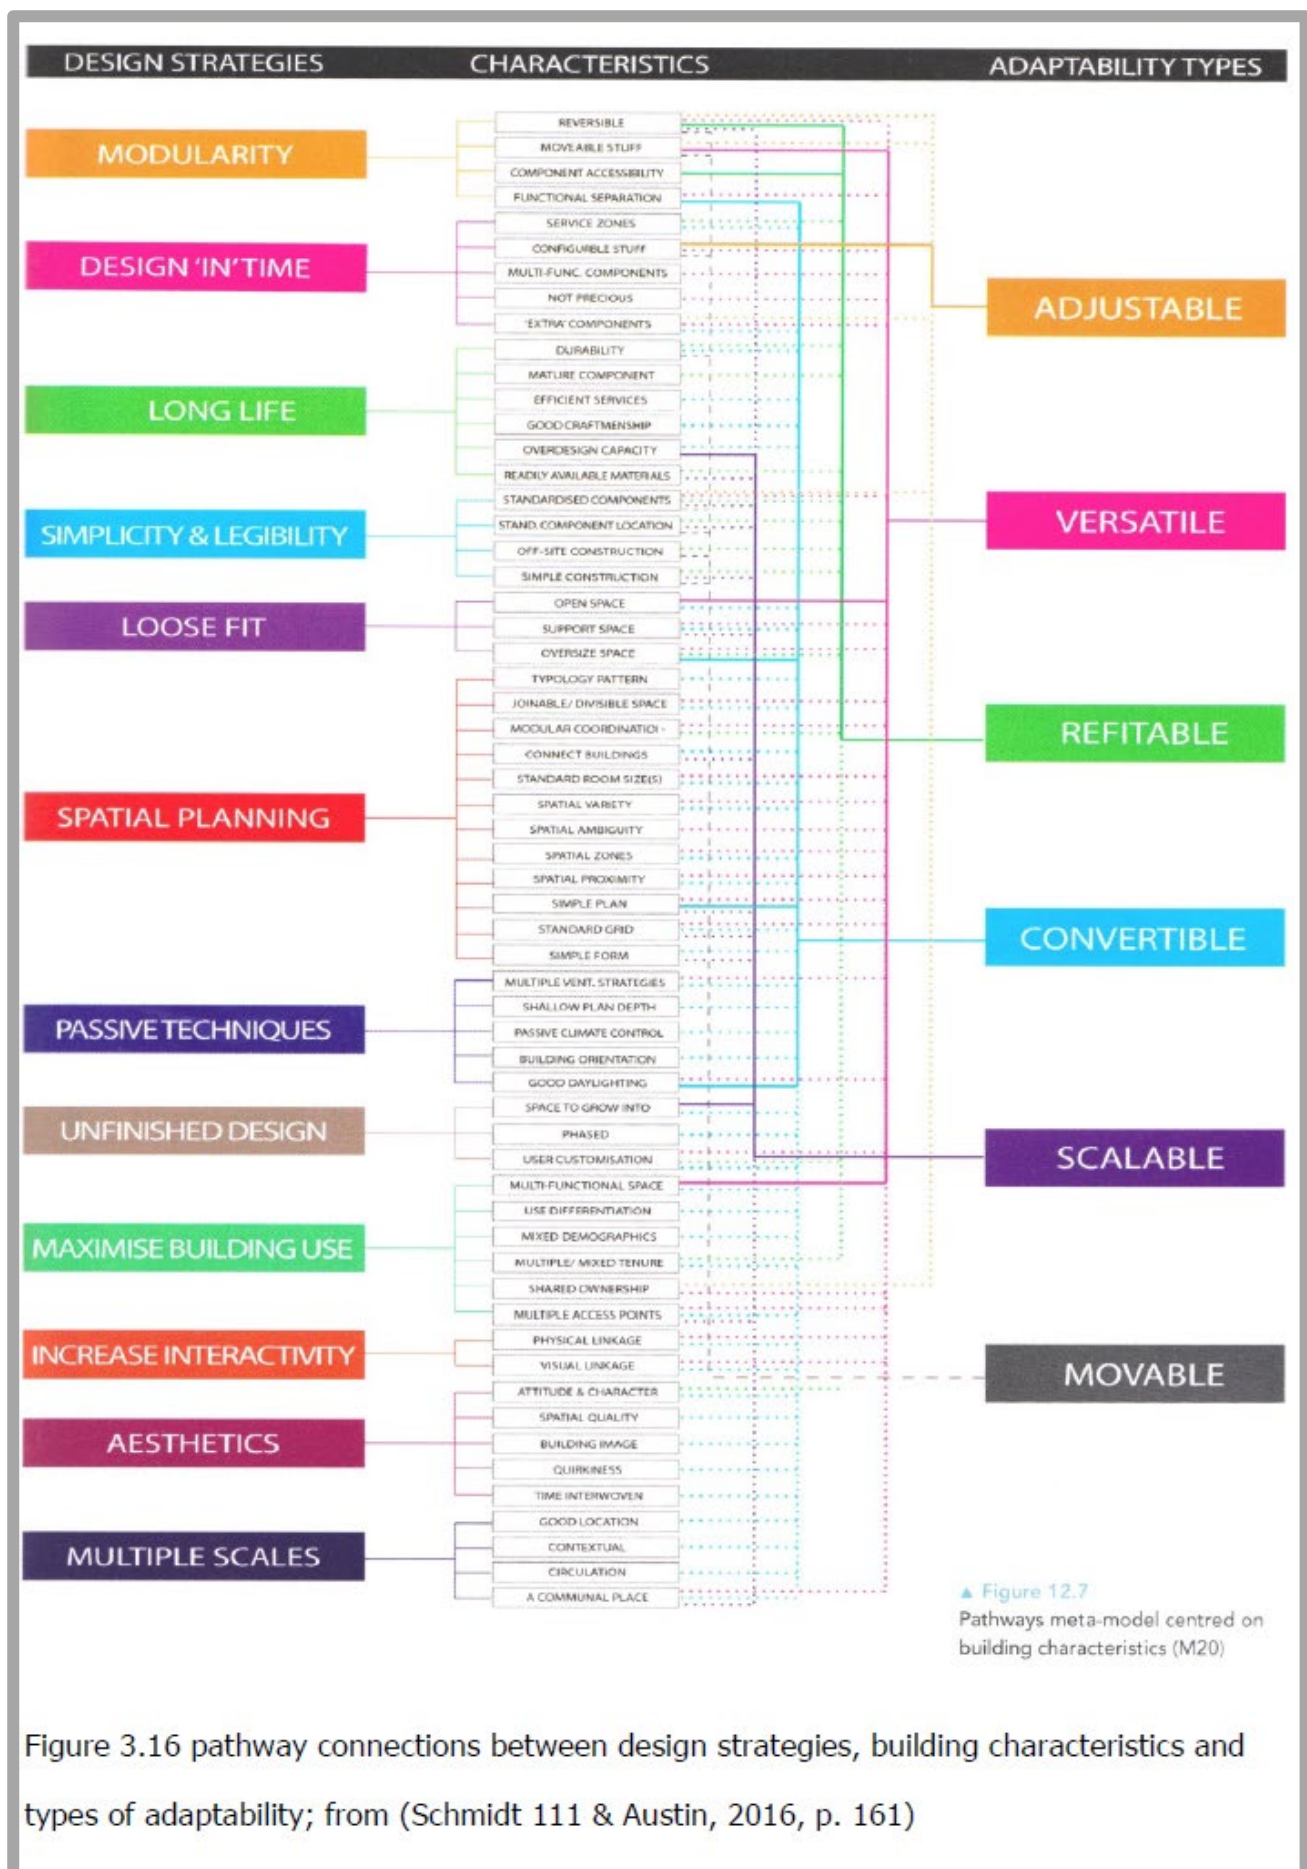 DESIGN STRATEGIES
CHARACTERISTICS
ADAPTABILITY TYPES
MODULARITY
DESIGN ‘IN’ TIME
LONG LIFE
SIMPLICITY & LEGIBILITY
LOOSE FIT
SPATIAL PLANNING
PASSIVE TECHNIQUES
UNFINISHED DESIGN
MAXIMISE BUILDING USE
INCREASE INTERACTIVITY
AESTHETICS
MULTIPLE SCALES
REVERSIBLE
MOVEABLE STUFF
COMPONENT ACCESSIBILITY
FUNCTIONAL SEPARATION
SERVICE ZONES
CONFIGURBLE STUFF
MULTI-FUNC. COMPONENTS
NOT PRECIOUS
'EXTRA' COMPONENTS
DURABILITY
MATURE COMPONENT
EFFICIENT SERVICES
GOOD CRAFTMENSHIP
OVERDESIGN CAPACITY
READILY AVAILABLE MATERIALS
STANDARDISED COMPONENTS
STAND. COMPONENT LOCATION
OFF-SITE CONSTRUCTION
SIMPLE CONSTRUCTION
OPEN SPACE
SUPPORT SPACE
OVERSIZE SPACE
TYPOLOGY PATTERN
JOINABLE/ DIVISIBLE SPACE
MODULAR COORDINATIOI-
CONNECT BUILDINGS
STANDARD ROOM SIZE(S)
SPATIAL VARIETY
SPATIAL AMBIGUITY
SPATIAL ZONES
SPATIAL PROXIMITY
SIMPLE PLAN
STANDARD GRID
SIMPLE FORM
MULTIPLE VENT. STRATEGIES
SHALLOW PLAN DEPTH
PASSIVE CLIMATE CONTROL
BUILDING ORIENTATION
GOOD DAYLIGHTING
SPACE TO GROW INTO
PHASED
USER CUSTOMISATION
MULTI-FUNCTIONAL SPACE
USE DIFFERENTIATION
MIXED DEMOGRAPHICS
MULTIPLE/ MIXED TENURE
SHARED OWNERSHIP
MULTIPLE ACCESS POINTS
PHYSICAL LINKAGE
VISUAL LINKAGE
ATTITUDE & CHARACTER
SPATIAL QUALITY
BUILDING IMAGE
QUIRKINESS
TIME INTERWOVEN
GOOD LOCATION
CONTEXTUAL
CIRCULATION
A COMMUNAL PLACE
ADJUSTABLE
VERSATILE
REFITABLE
CONVERTIBLE
SCALABLE
MOVABLE
▲ Figure 12.7
Pathways meta-model centred on
building characteristics (M20)
Figure 3.16 pathway connections between design strategies, building characteristics and
types of adaptability; from (Schmidt 111 & Austin, 2016, p. 161)